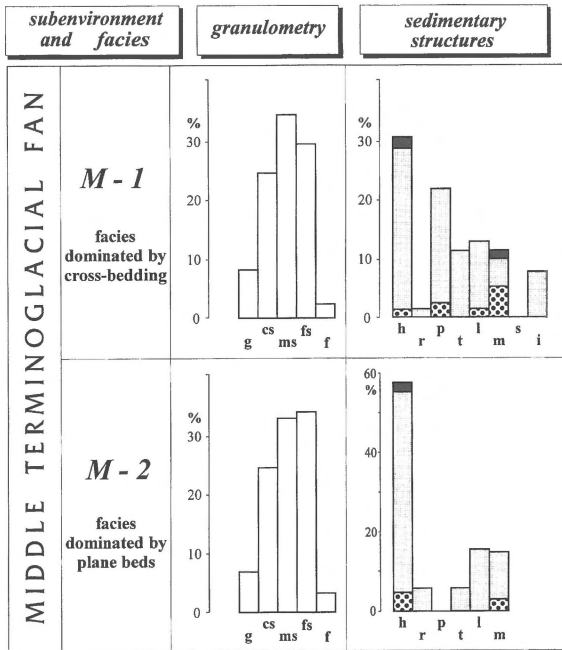 subenvironment
and facies
granulometry
sedimentary
structures
MIDDLE TERMINOGLACIAL FAN
M - 1
facies
dominated by
cross-bedding
%
30
20
10
0
g
cs
ms
fs
f
30
20
10
0
h
r
p
t
l
m
s
i
M - 2
facies
dominated by
plane beds
%
30
20
10
0
g
cs
ms
fs
f
60
%
40
20
0
h
r
p
t
l
m